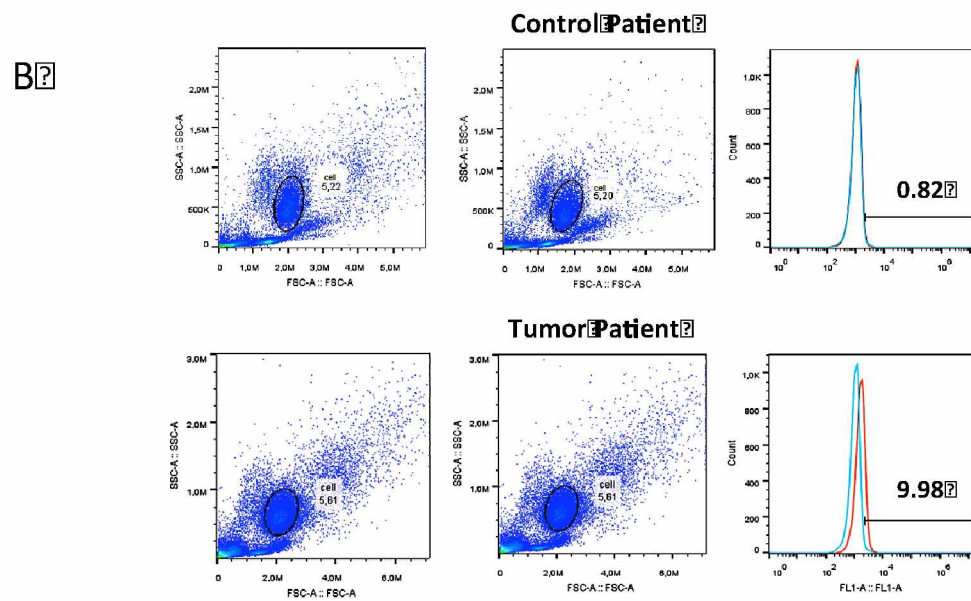 Control⍰Patient⍰
B⍰
2,0M
1,5M
1,0M
500K
0
SSC-A :: SSC-A
cell
5,22
0 1,0M 2,0M 3,0M 4,0M 5,0M
FSC-A :: FSC-A
2,0M
1,5M
1,0M
500K
0
SSC-A :: SSC-A
cell
5,20
0 1,0M 2,0M 3,0M 4,0M 5,0M
FSC-A :: FSC-A
1,0K
800
600
400
200
0
Count
0.82⍰
10^0 10^2 10^4 10^6
Tumor⍰Patient⍰
3,0M
2,0M
1,0M
0
SSC-A :: SSC-A
cell
5,61
0 2,0M 4,0M 6,0M
FSC-A :: FSC-A
3,0M
2,0M
1,0M
0
SSC-A :: SSC-A
cell
5,61
0 2,0M 4,0M 6,0M
FSC-A :: FSC-A
1,0K
800
600
400
200
0
Count
9.98⍰
10^0 10^2 10^4 10^6
FL1-A :: FL1-A